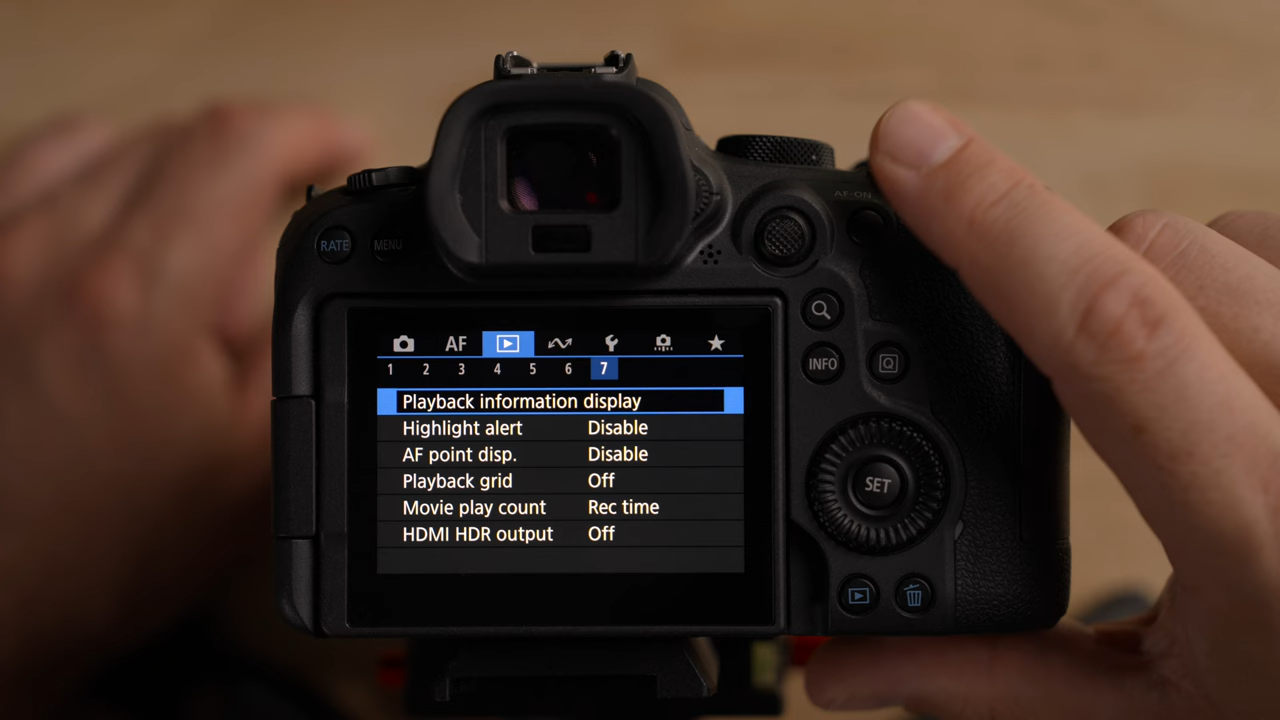 AF-ON
RATE
MENU
AF
1 2 3 4 5 6 7
INFO
Q
Playback information display
Highlight alert Disable
AF point disp. Disable
Playback grid Off
Movie play count Rec time
HDMI HDR output Off
SET